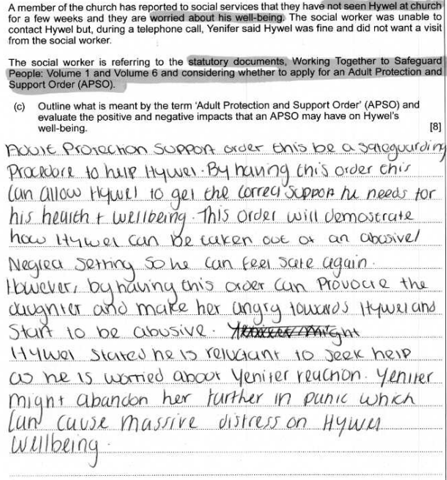 A member of the church has reported to social services that they have not seen Hywel at church
for a few weeks and they are worried about his well-being. The social worker was unable to
contact Hywel but, during a telephone call, Yenifer said Hywel was fine and did not want a visit
from the social worker.
The social worker is referring to the statutory documents, Working Together to Safeguard
People: Volume 1 and Volume 6 and considering whether to apply for an Adult Protection and
Support Order (APSO).
(c) Outline what is meant by the term 'Adult Protection and Support Order' (APSO) and
evaluate the positive and negative impacts that an APSO may have on Hywel's
well-being. [8]
Adult Protection Support order this be a safeguarding
Procedure to help Hywel. By having this order this
can allow Hywel to get the correct support he needs for
his health + wellbeing. This order will demostrate
how Hywel can be taken out of an abusive/
Neglect setting so he can feel safe again.
However, by having this order can Provocie the
daughter and make her angry towards Hywel and
start to be abusive.
Hywel stated he is reluctant to seek help
as he is worried about Yenifer reaction. Yenifer
might abandon her further in panic which
can cause massive distress on Hywel
wellbeing.